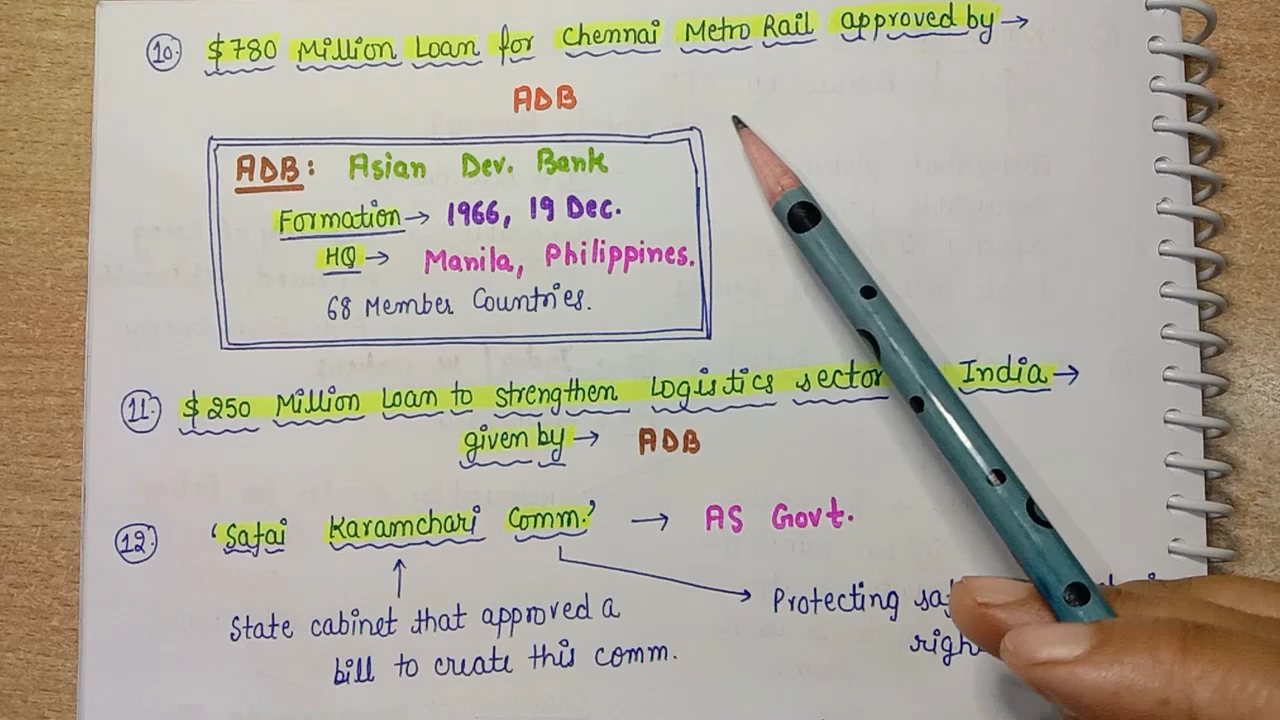 10. $780 Million Loan for Chennai Metro Rail approved by →
ADB
ADB: Asian Dev. Bank
Formation → 1966, 19 Dec.
HQ → Manila, Philippines.
68 Member Countries.
11. $250 Million Loan to strengthen Logistics sector India →
given by → ADB
12. 'Safai Karamchari Comm.' → AS Govt.
State cabinet that approved a
bill to create this comm.
Protecting